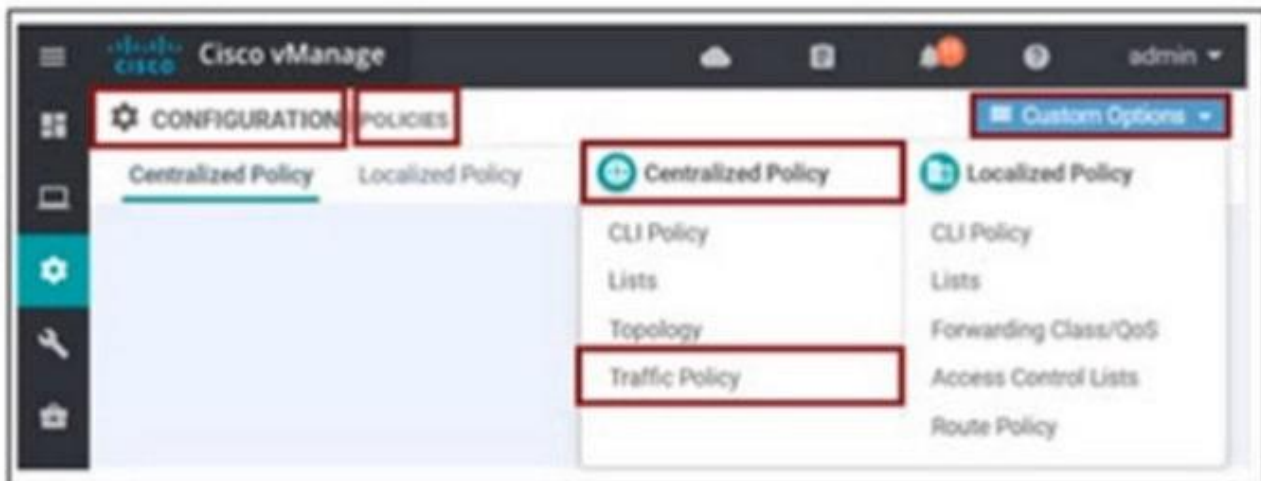 CISCO Cisco vManage admin
CONFIGURATION POLICIES Custom Options
Centralized Policy Localized Policy
Centralized Policy Localized Policy
CLI Policy CLI Policy
Lists Lists
Topology Forwarding Class/QoS
Traffic Policy Access Control Lists
Route Policy